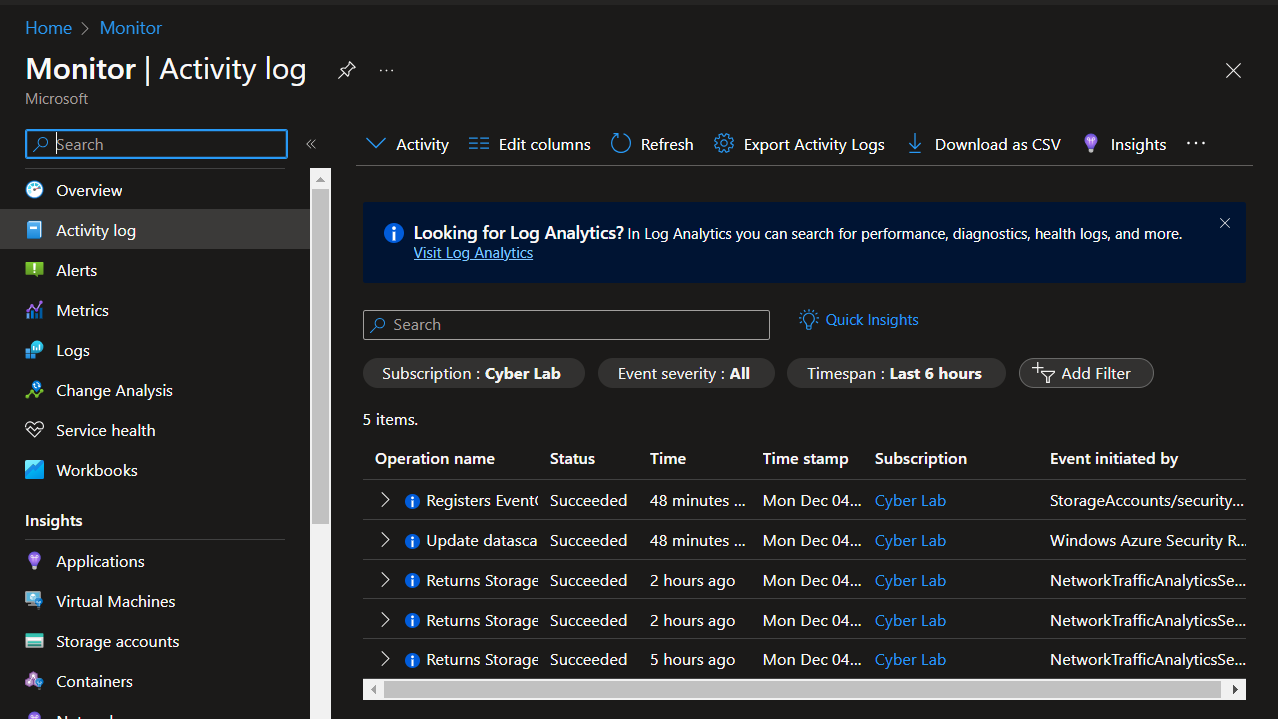 Home > Monitor
Monitor | Activity log ...
Microsoft
Search «
Overview
Activity log
Alerts
Metrics
Logs
Change Analysis
Service health
Workbooks
Insights
Applications
Virtual Machines
Storage accounts
Containers
Activity Edit columns Refresh Export Activity Logs Download as CSV Insights ...
Looking for Log Analytics? In Log Analytics you can search for performance, diagnostics, health logs, and more.
Visit Log Analytics
Search Quick Insights
Subscription : Cyber Lab Event severity : All Timespan : Last 6 hours Add Filter
5 items.
Operation name Status Time Time stamp Subscription Event initiated by
Registers Event Succeeded 48 minutes ... Mon Dec 04... Cyber Lab StorageAccounts/security...
Update datasca Succeeded 48 minutes ... Mon Dec 04... Cyber Lab Windows Azure Security R...
Returns Storage Succeeded 2 hours ago Mon Dec 04... Cyber Lab NetworkTrafficAnalyticsSe...
Returns Storage Succeeded 2 hours ago Mon Dec 04... Cyber Lab NetworkTrafficAnalyticsSe...
Returns Storage Succeeded 5 hours ago Mon Dec 04... Cyber Lab NetworkTrafficAnalyticsSe...